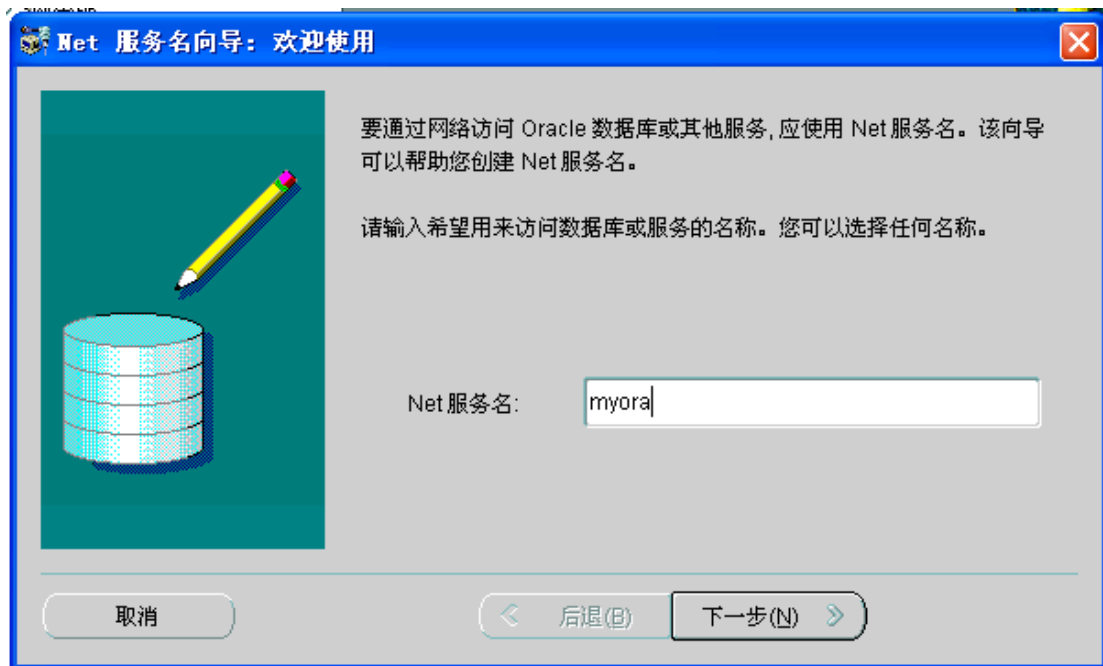 Net 服务名向导: 欢迎使用
要通过网络访问 Oracle 数据库或其他服务, 应使用 Net 服务名。该向导
可以帮助您创建 Net 服务名。
请输入希望用来访问数据库或服务的名称。您可以选择任何名称。
Net 服务名: myora
取消 后退(B) 下一步(N)